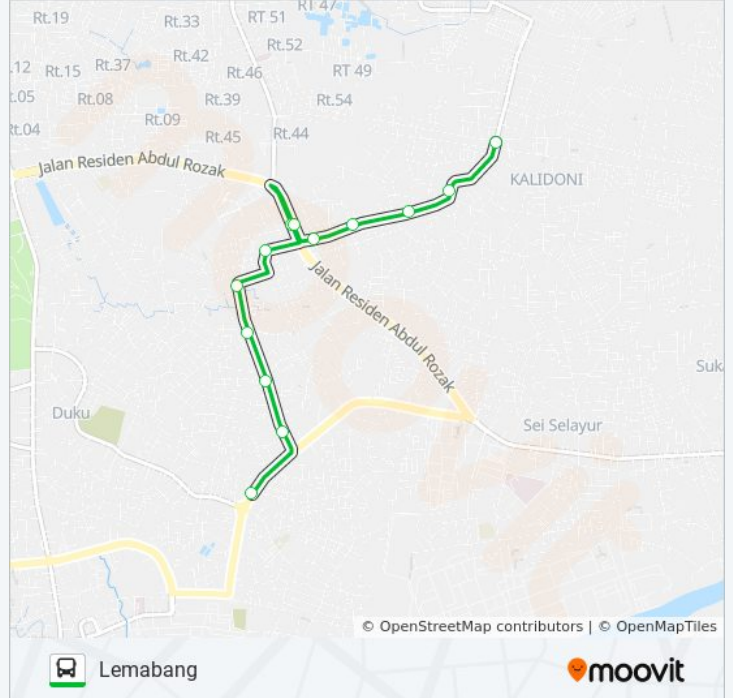 RT 47
Rt.19
Rt.33
RT 51
Rt.52
Rt.42
.12
Rt.15
Rt.37
Rt.46
RT 49
t.05
Rt.08
Rt.39
Rt.54
Rt.09
Rt.04
Rt.45
Rt.44
Jalan Residen Abdul Rozak
KALIDONI
Jalan Residen Abdul Rozak
Suk
Duku
Sei Selayur
© OpenStreetMap contributors | © OpenMapTiles
Lemabang
moovit